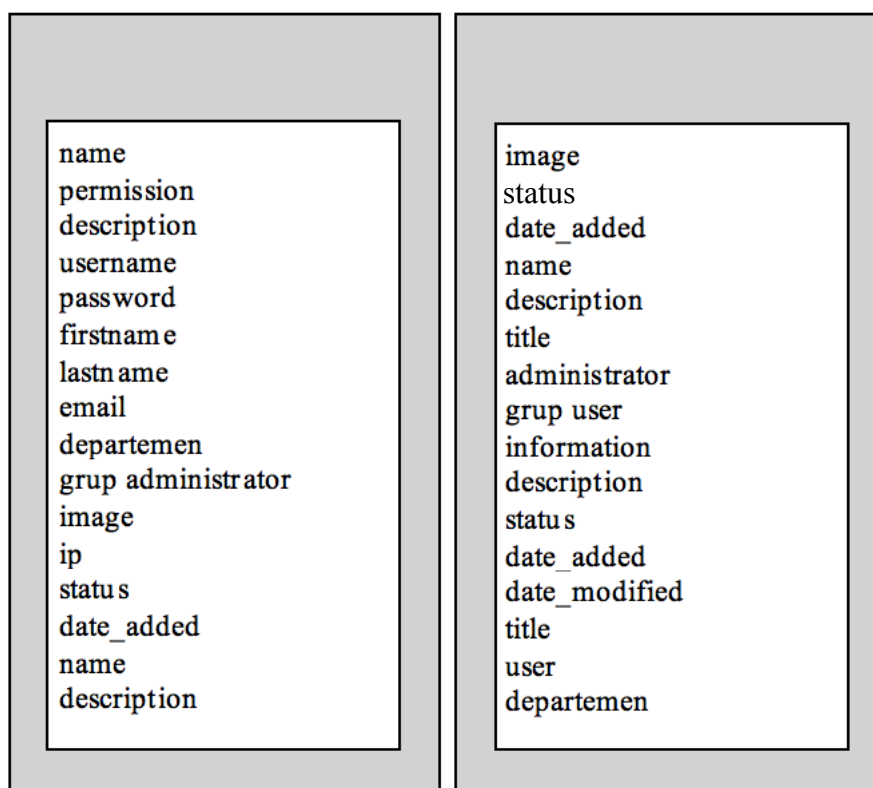 name
permission
description
username
password
firstname
lastname
email
departemen
grup administrator
image
ip
status
date_added
name
description
image
status
date_added
name
description
title
administrator
grup user
information
description
status
date_added
date_modified
title
user
departemen